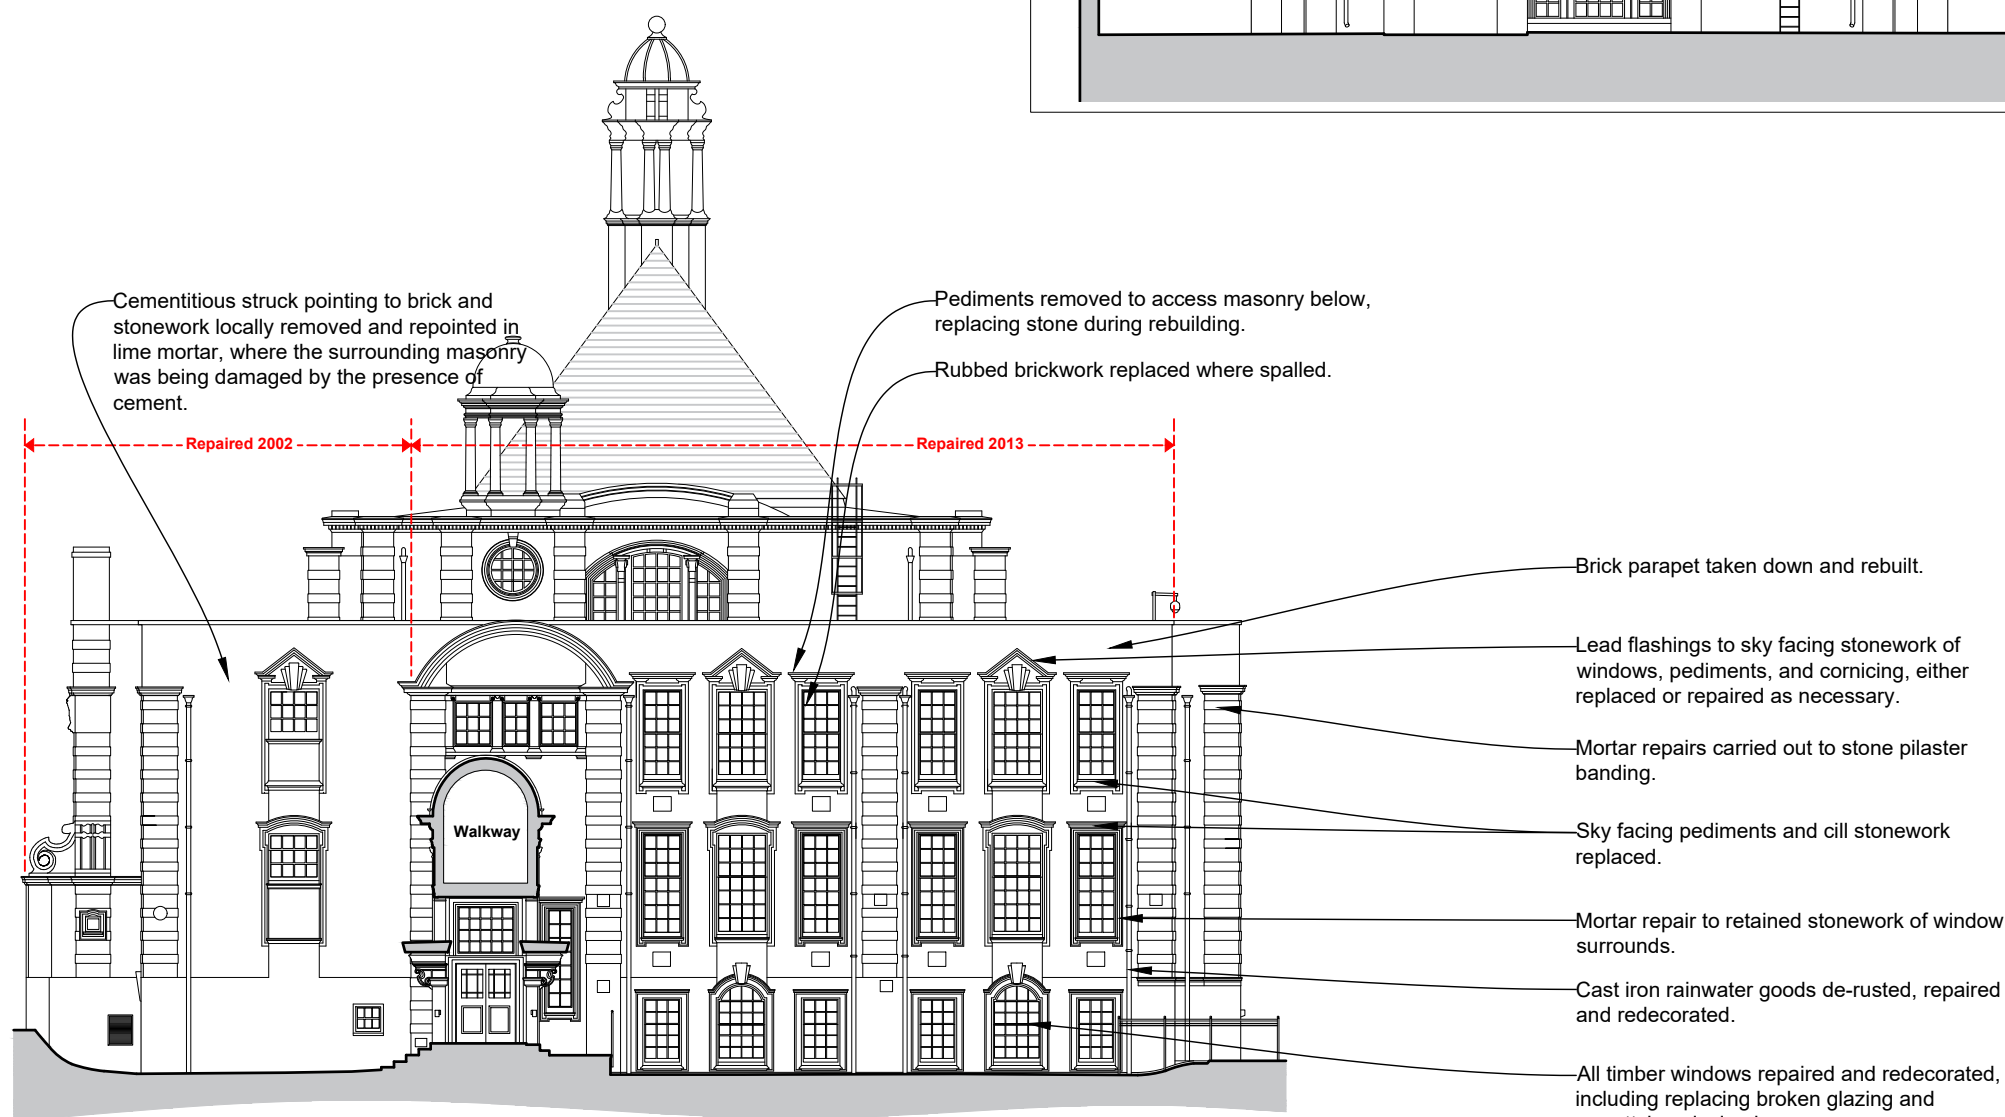 Cementitious struck pointing to brick and
stonework locally removed and repointed in
lime mortar, where the surrounding masonry
was being damaged by the presence of
cement.
Pediments removed to access masonry below,
replacing stone during rebuilding.
Rubbed brickwork replaced where spalled.
Repaired 2002
Repaired 2013
Brick parapet taken down and rebuilt.
Lead flashings to sky facing stonework of
windows, pediments, and cornicing, either
replaced or repaired as necessary.
Mortar repairs carried out to stone pilaster
banding.
Walkway
Sky facing pediments and cill stonework
replaced.
Mortar repair to retained stonework of window
surrounds.
Cast iron rainwater goods de-rusted, repaired
and redecorated.
All timber windows repaired and redecorated,
including replacing broken glazing and